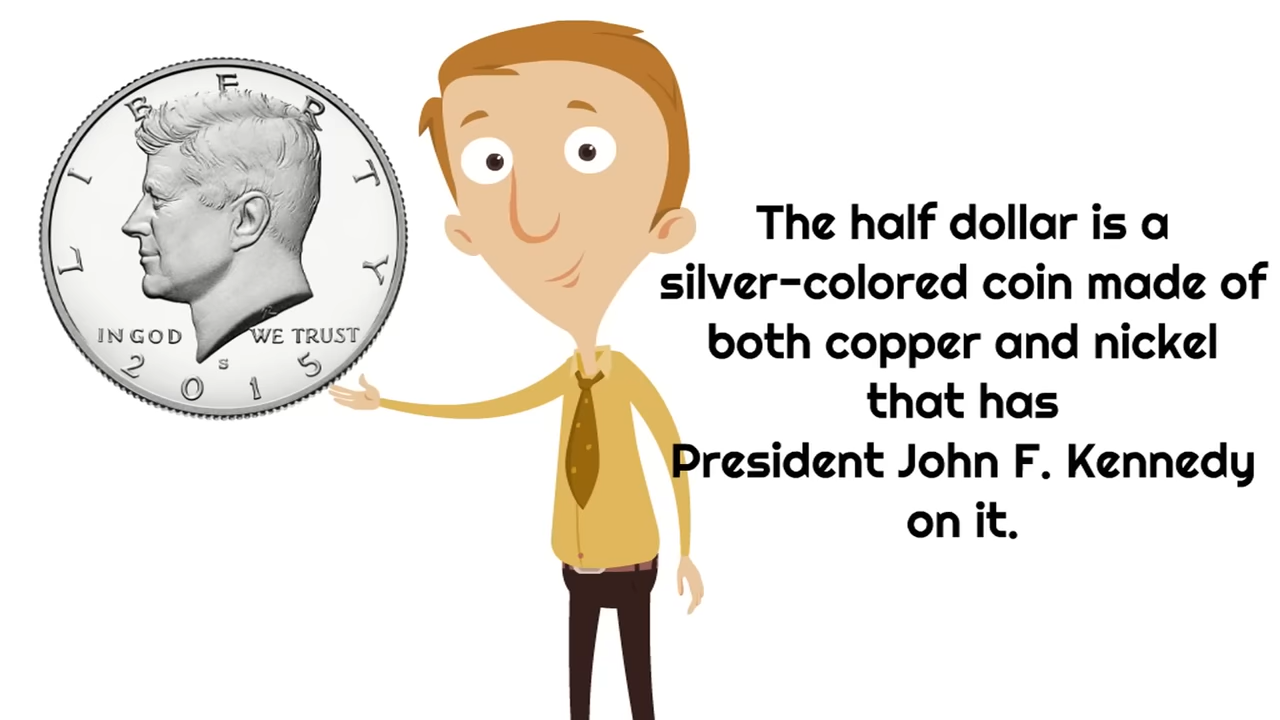 LIBERTY
IN GOD WE TRUST
S
2015
The half dollar is a
silver-colored coin made of
both copper and nickel
that has
President John F. Kennedy
on it.